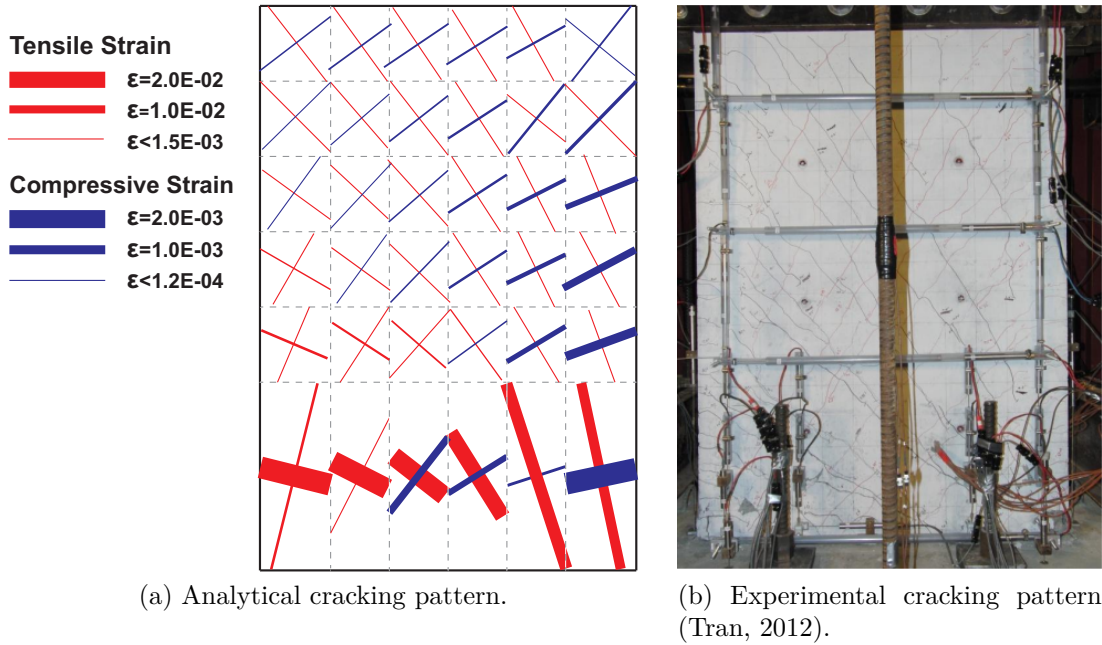 Tensile Strain
ε=2.0E-02
ε=1.0E-02
ε<1.5E-03
Compressive Strain
ε=2.0E-03
ε=1.0E-03
ε<1.2E-04
(a) Analytical cracking pattern.
(b) Experimental cracking pattern
(Tran, 2012).